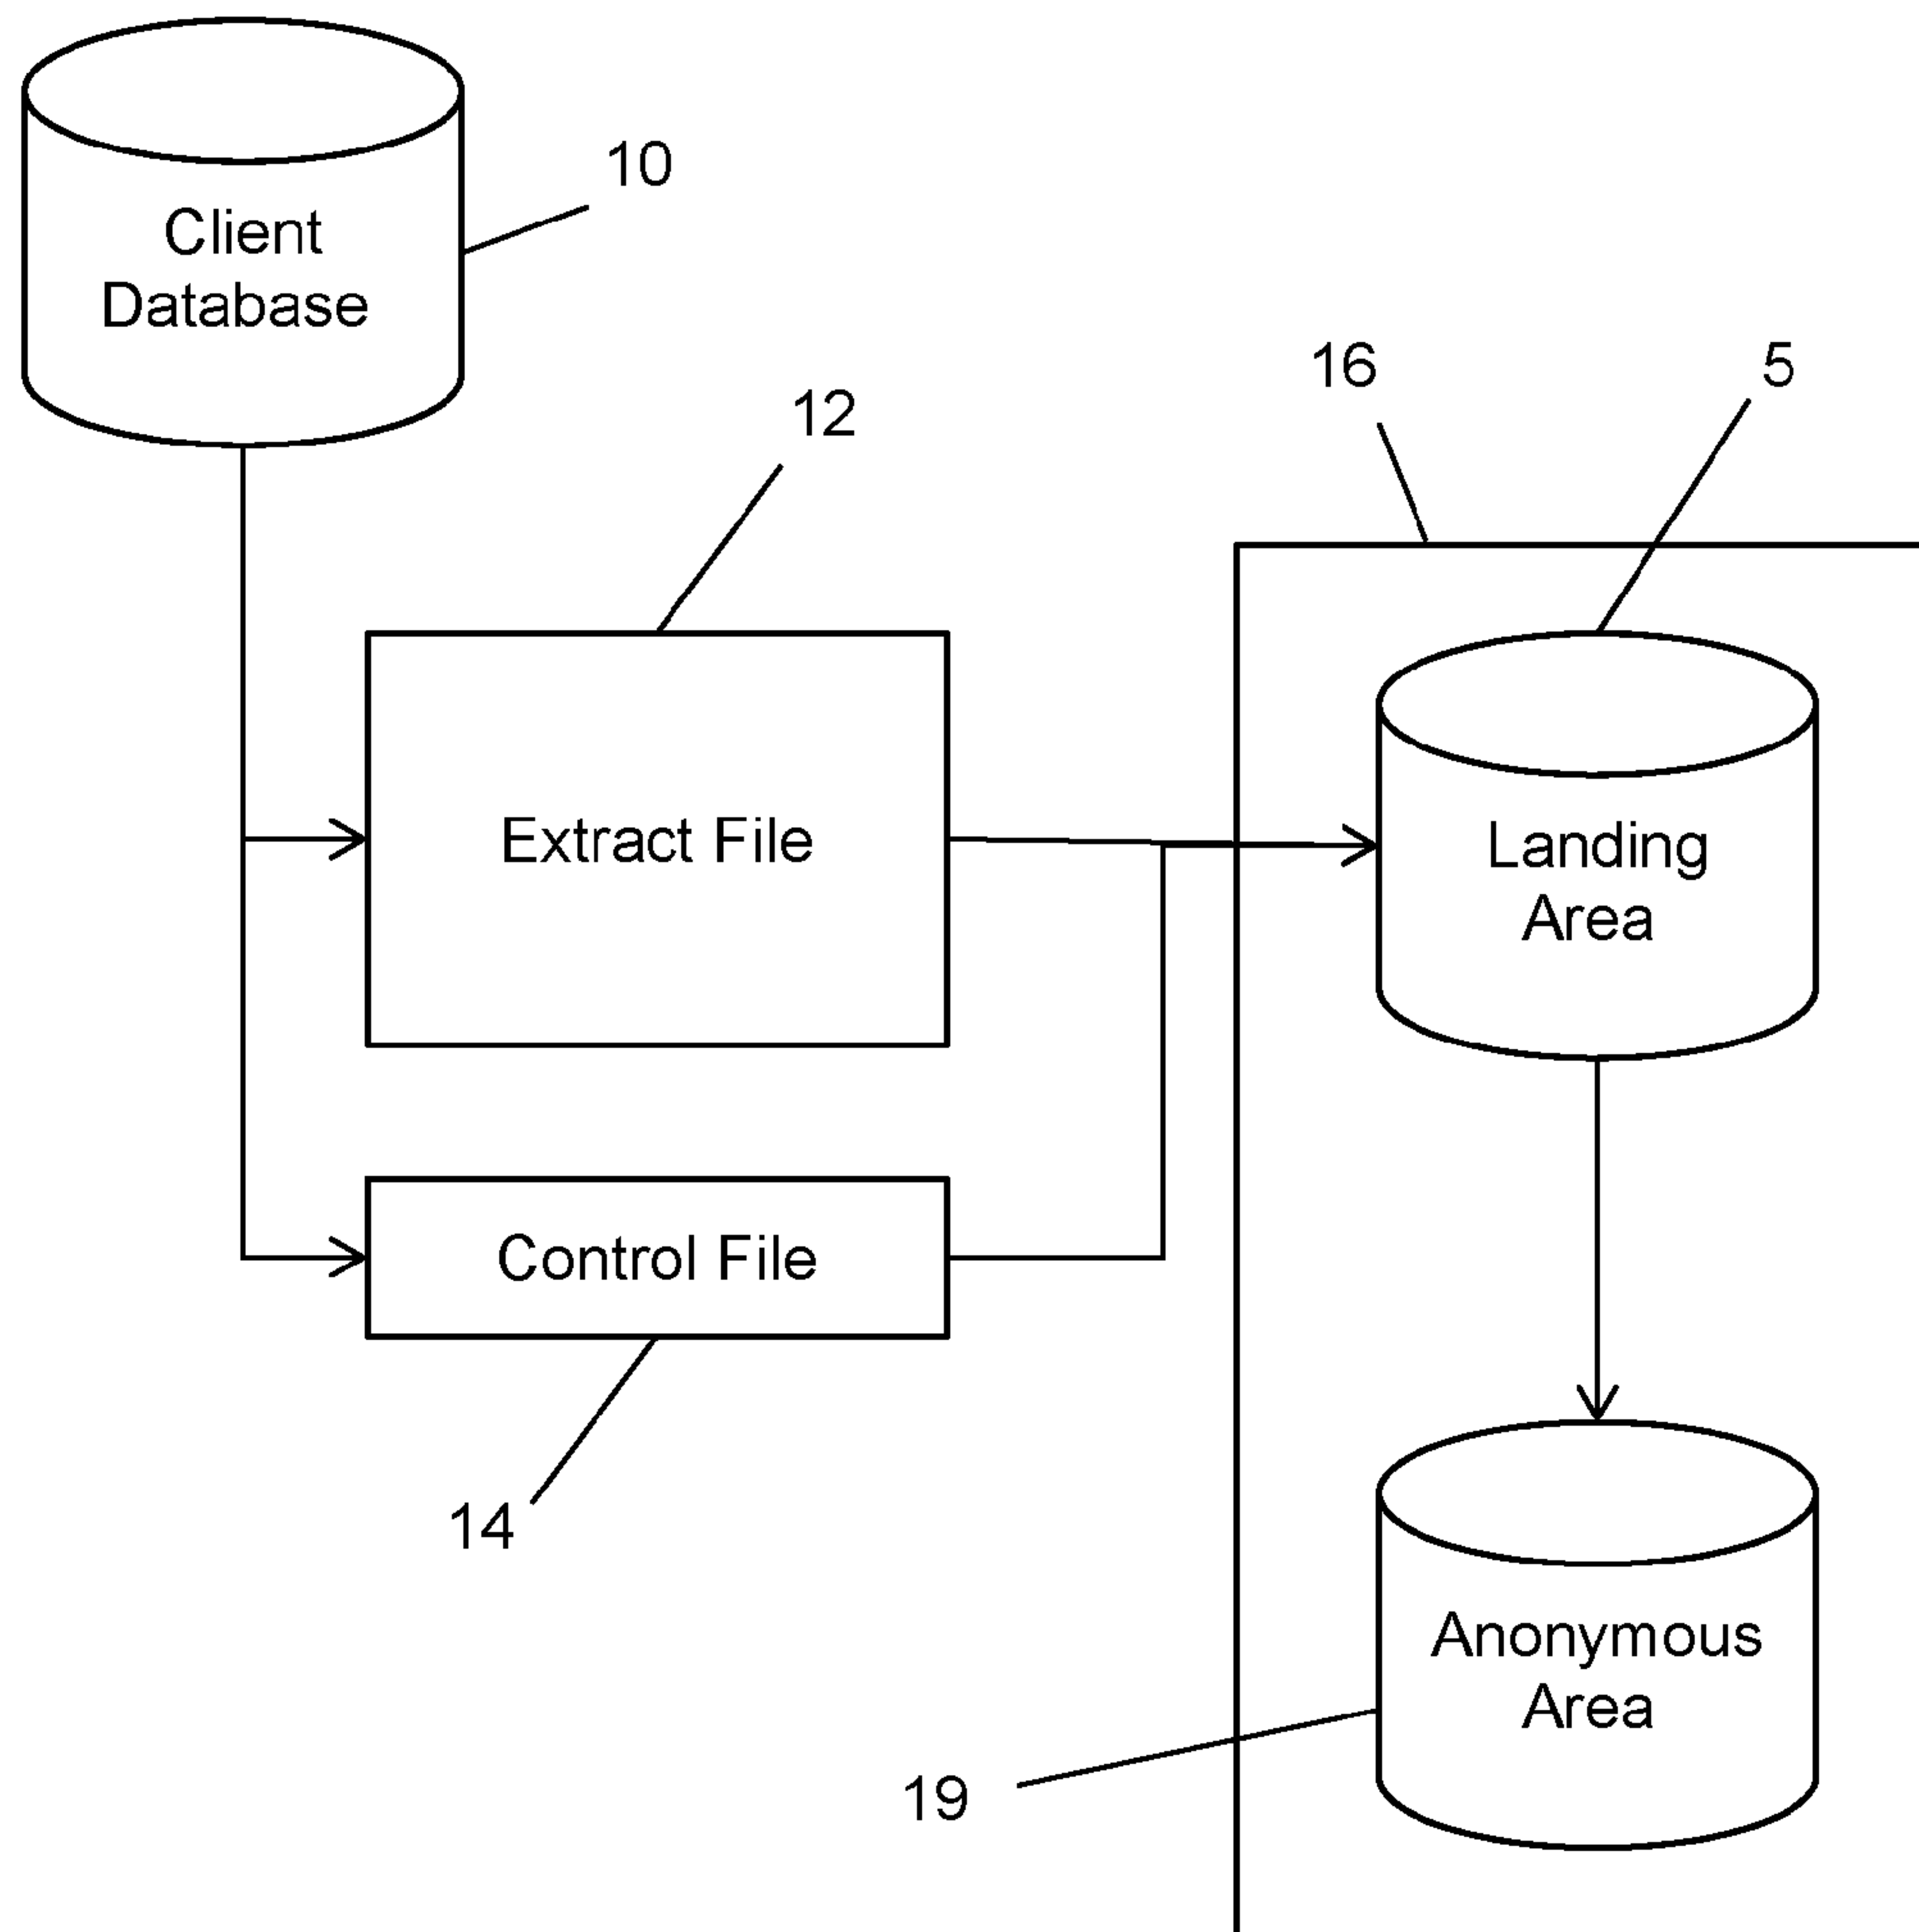 Client
Database
10
12
16
5
Extract File
Landing
Area
Control File
14
Anonymous
Area
19